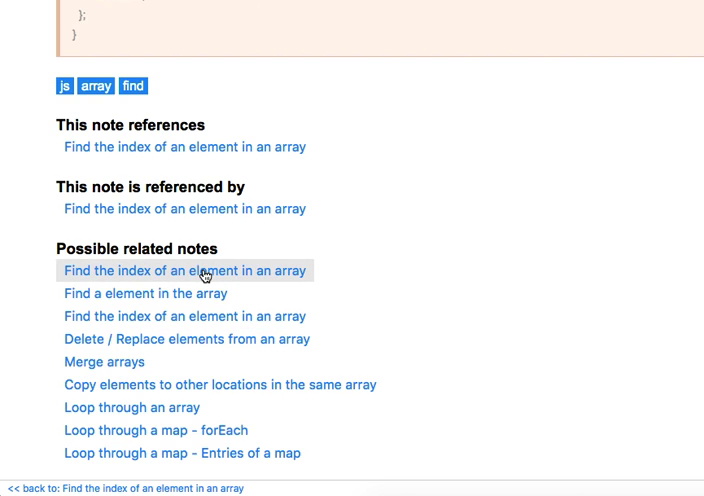 };
}
js array find
This note references
Find the index of an element in an array
This note is referenced by
Find the index of an element in an array
Possible related notes
Find the index of an element in an array
Find a element in the array
Find the index of an element in an array
Delete / Replace elements from an array
Merge arrays
Copy elements to other locations in the same array
Loop through an array
Loop through a map - forEach
Loop through a map - Entries of a map
<< back to: Find the index of an element in an array